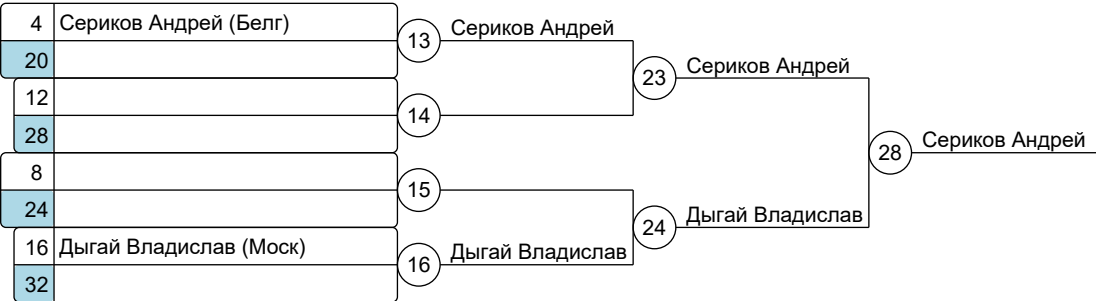 4 Сериков Андрей (Белг)
20
12
28
8
24
16 Дыгай Владислав (Моск)
32
13 Сериков Андрей
14
15
16 Дыгай Владислав
23 Сериков Андрей
24 Дыгай Владислав
28 Сериков Андрей